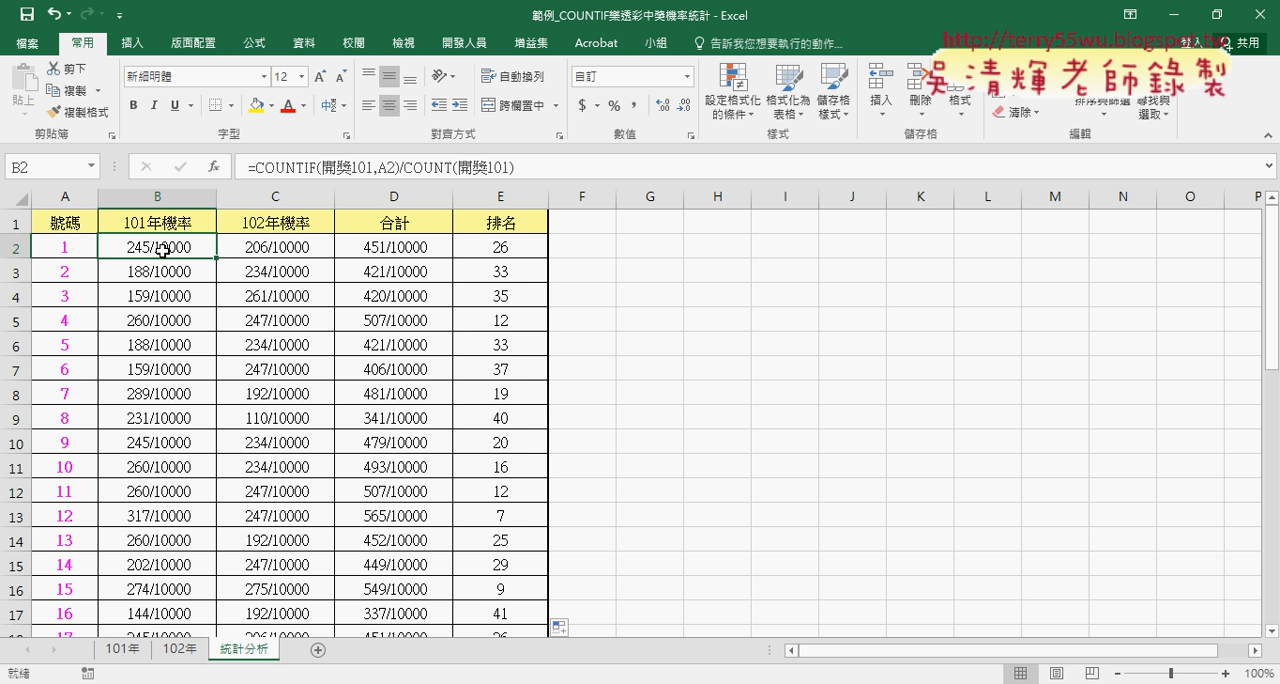 範例_COUNTIF樂透彩中獎機率統計 - Excel
檔案 常用 插入 版面配置 公式 資料 校閱 檢視 開發人員 增益集 Acrobat 小組 告訴我您想要執行的動作... 登入 共用
http://terry55wu.blogspot.tw
吳清輝老師錄製
貼上 剪下 複製 複製格式
新細明體 12
B I U A
自動換列
跨欄置中
自訂
$ % ,
設定格式化的條件 格式化為表格 儲存格樣式
插入 刪除 格式
清除 排序與篩選 尋找與選取
剪貼簿 字型 對齊方式 數值 樣式 儲存格 編輯
B2 fx =COUNTIF(開獎101,A2)/COUNT(開獎101)
A B C D E F G H I J K L M N O P
1 號碼 101年機率 102年機率 合計 排名
2 1 245/10000 206/10000 451/10000 26
3 2 188/10000 234/10000 421/10000 33
4 3 159/10000 261/10000 420/10000 35
5 4 260/10000 247/10000 507/10000 12
6 5 188/10000 234/10000 421/10000 33
7 6 159/10000 247/10000 406/10000 37
8 7 289/10000 192/10000 481/10000 19
9 8 231/10000 110/10000 341/10000 40
10 9 245/10000 234/10000 479/10000 20
11 10 260/10000 234/10000 493/10000 16
12 11 260/10000 247/10000 507/10000 12
13 12 317/10000 247/10000 565/10000 7
14 13 260/10000 192/10000 452/10000 25
15 14 202/10000 247/10000 449/10000 29
16 15 274/10000 275/10000 549/10000 9
17 16 144/10000 192/10000 337/10000 41
18 17 245/10000 206/10000 451/10000 26
101年 102年 統計分析
就緒 100%